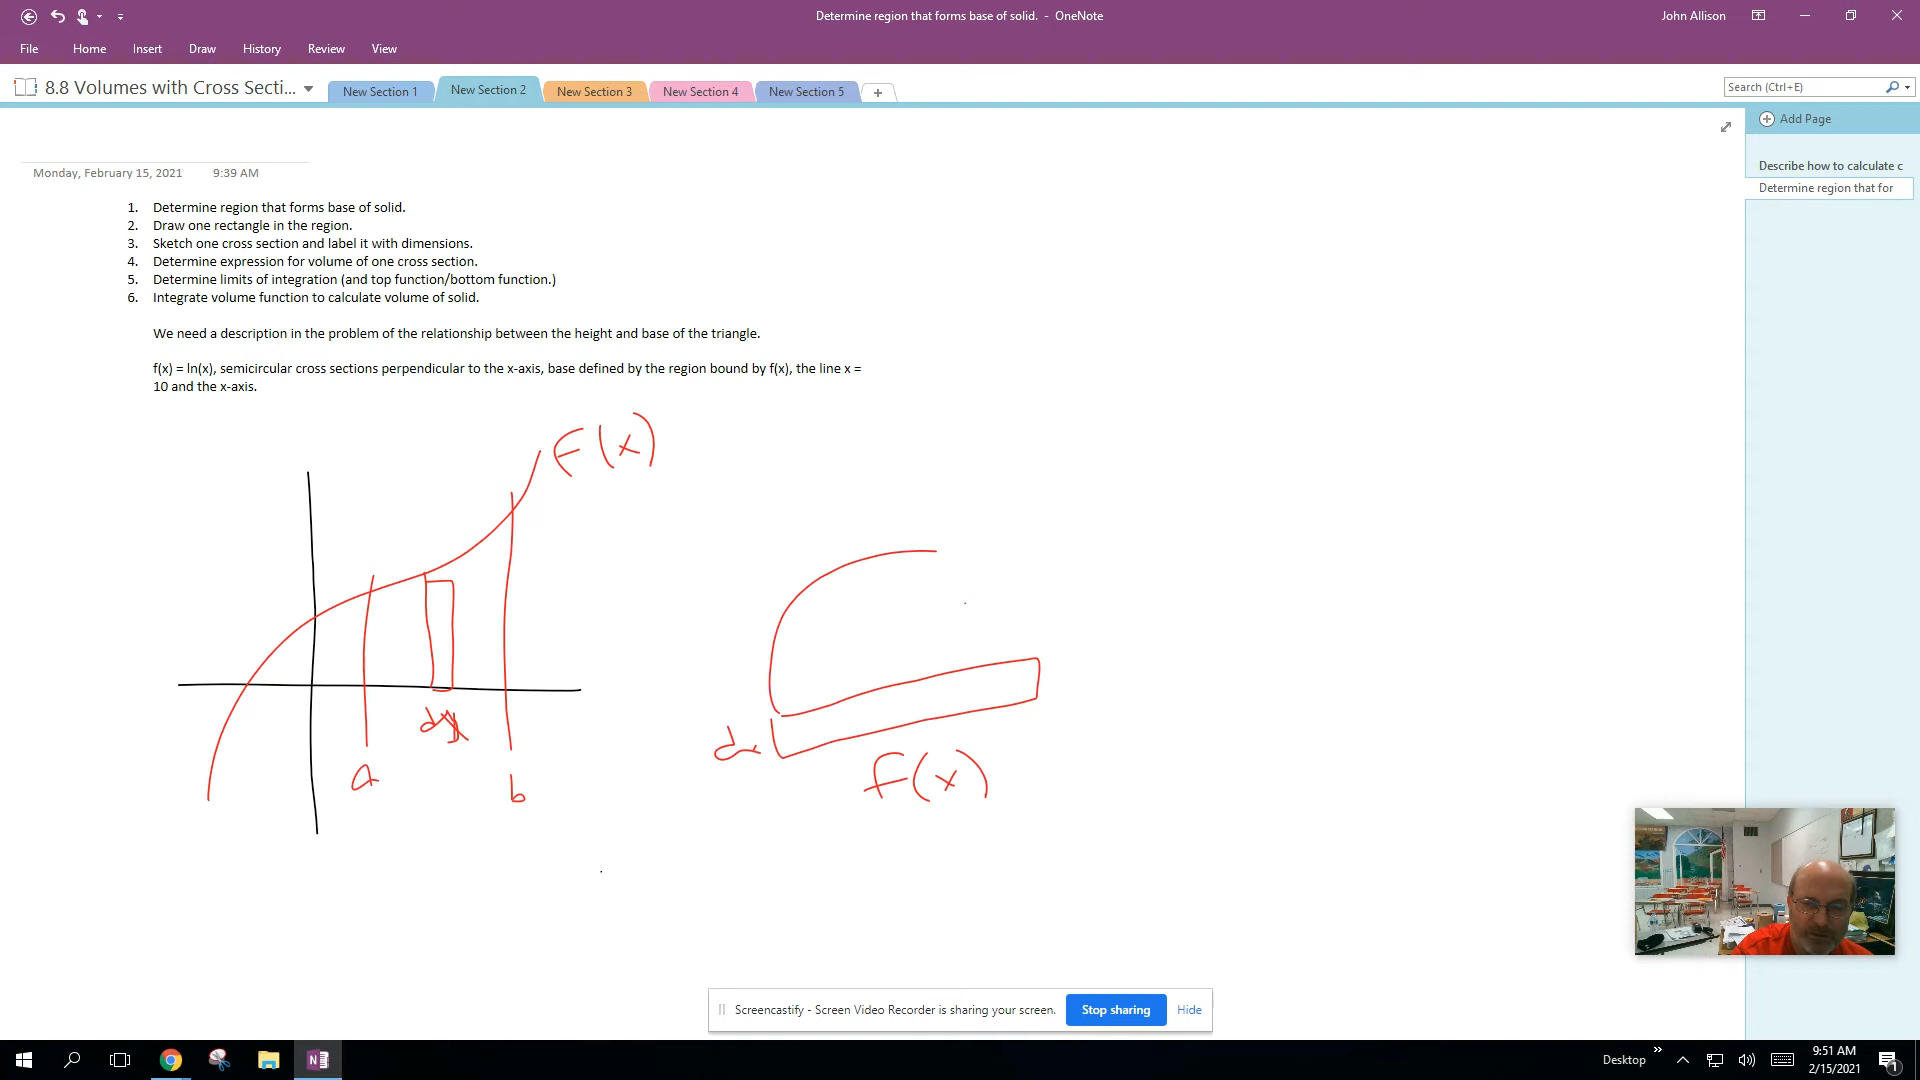 Determine region that forms base of solid. - OneNote
John Allison
File Home Insert Draw History Review View
8.8 Volumes with Cross Secti...
New Section 1 New Section 2 New Section 3 New Section 4 New Section 5
Search (Ctrl+E)
Add Page
Describe how to calculate c
Determine region that for
Monday, February 15, 2021 9:39 AM
1. Determine region that forms base of solid.
2. Draw one rectangle in the region.
3. Sketch one cross section and label it with dimensions.
4. Determine expression for volume of one cross section.
5. Determine limits of integration (and top function/bottom function.)
6. Integrate volume function to calculate volume of solid.
We need a description in the problem of the relationship between the height and base of the triangle.
f(x) = ln(x), semicircular cross sections perpendicular to the x-axis, base defined by the region bound by f(x), the line x =
10 and the x-axis.
f(x)
a
b
dx
f(x)
Screencastify - Screen Video Recorder is sharing your screen. Stop sharing Hide
Desktop
9:51 AM
2/15/2021
1